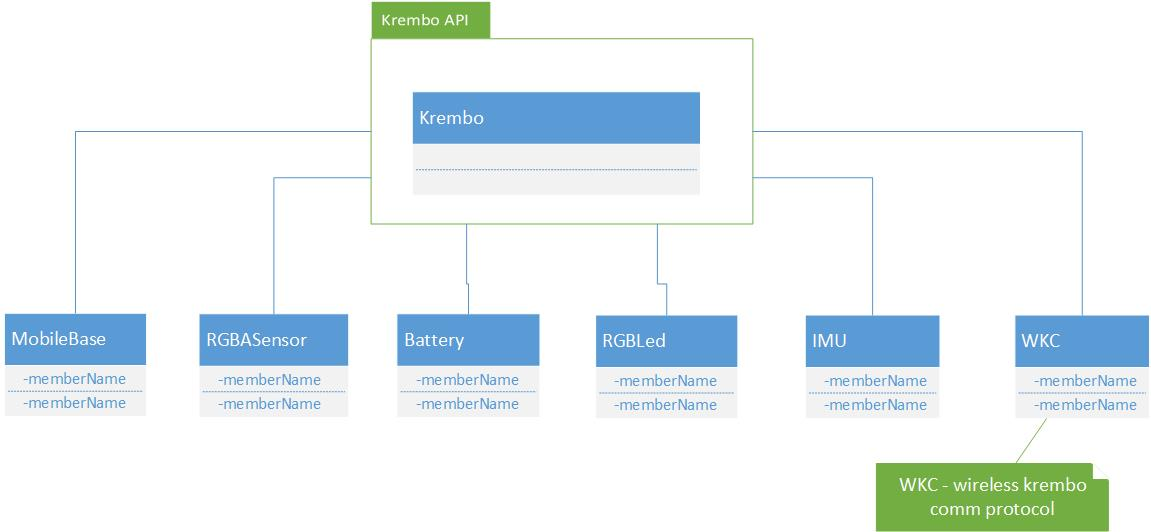 Krembo API
Krembo
MobileBase
-memberName
-memberName
RGBASensor
-memberName
-memberName
Battery
-memberName
-memberName
RGBLed
-memberName
-memberName
IMU
-memberName
-memberName
WKC
-memberName
-memberName
WKC - wireless krembo
comm protocol